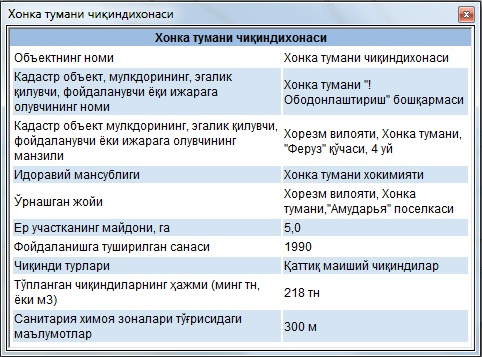 Хонка тумани чиқиндихонаси
Хонка тумани чиқиндихонаси
Объектнинг номи
Хонка тумани чиқиндихонаси
Кадастр объект, мулкдорининг, эгалик
қилувчи, фойдаланувчи ёқи ижарага
олувчининг номи
Хонка тумани "!
Ободонлаштириш" бошқармаси
Кадастр объект мулкдорининг, эгалик қилувчи,
фойдаланувчи ёки ижарага олувчининг
манзили
Хорезм вилояти, Хонка тумани,
"Феруз" қўчаси, 4 уй
Идоравий мансублиги
Хонка тумани хокимияти
Ўрнашган жойи
Хорезм вилояти, Хонка
тумани,"Амударья" поселкаси
Ер участканинг майдони, га
5,0
Фойдаланишга туширилган санаси
1990
Чиқинди турлари
Қаттиқ маиший чиқиндилар
Тўпланган чиқиндиларнинг ҳажми (минг тн,
ёки м3)
218 тн
Санитария химоя зоналари тўғрисидаги
маълумотлар
300 м